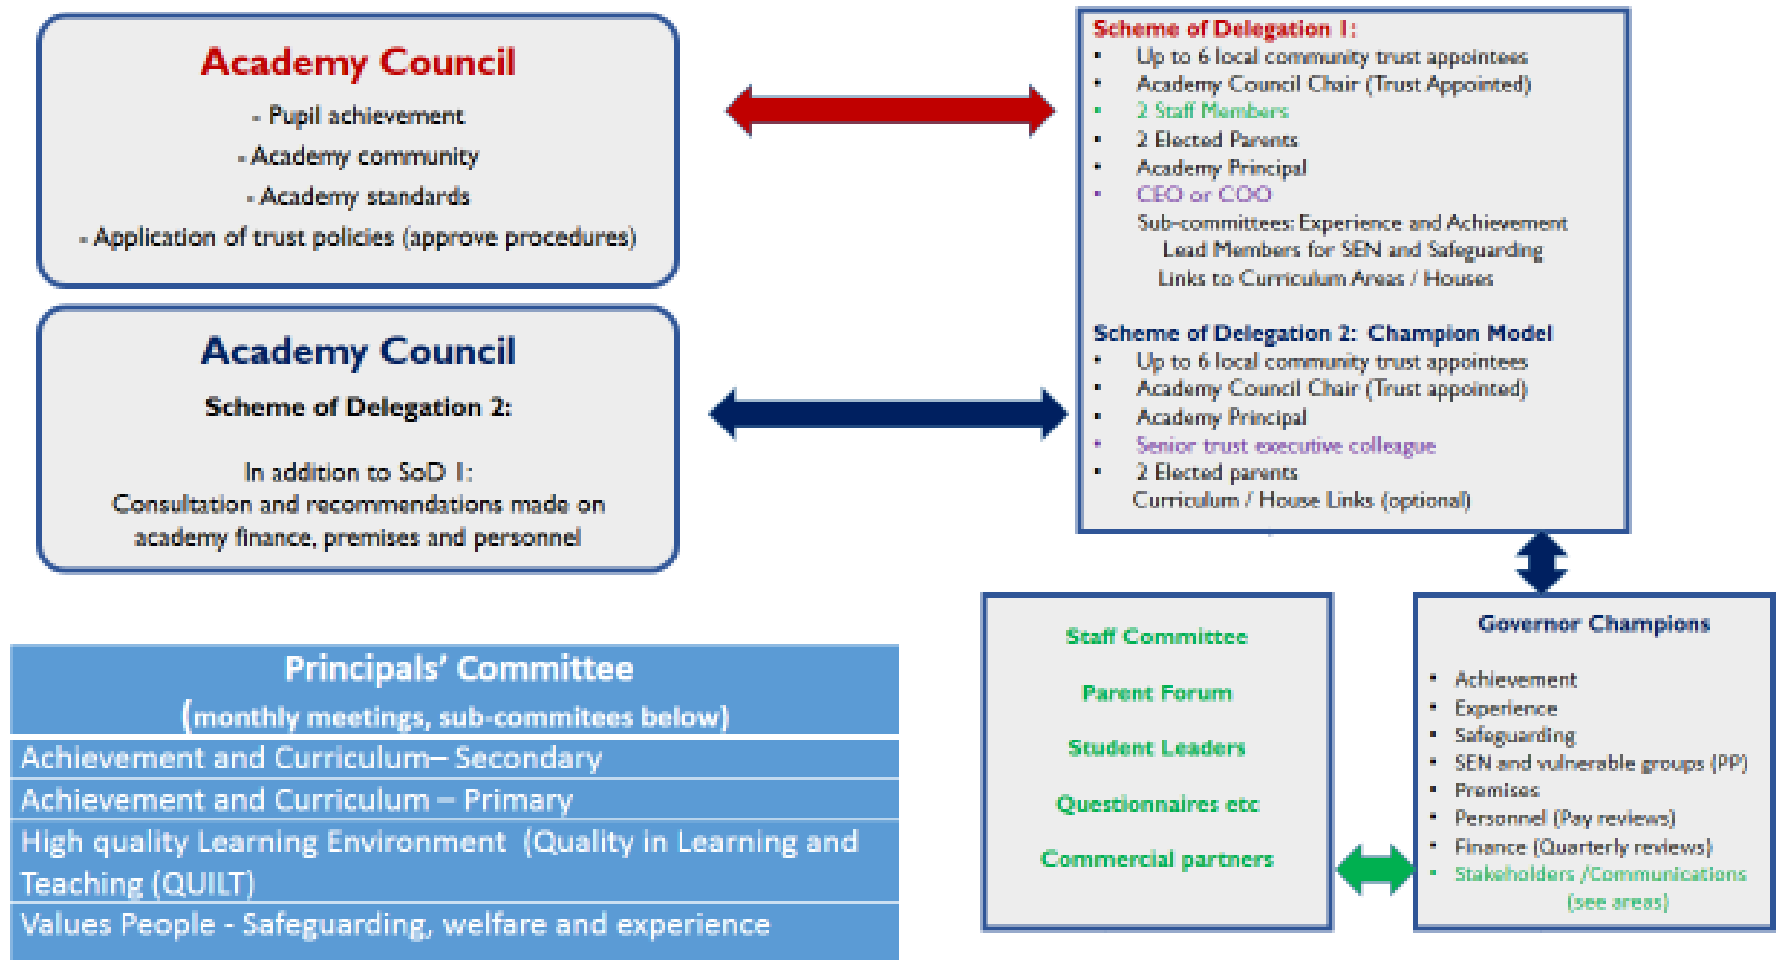 Academy Council
- Pupil achievement
- Academy community
- Academy standards
- Application of trust policies (approve procedures)
Academy Council
Scheme of Delegation 2:
In addition to SoD 1:
Consultation and recommendations made on
academy finance, premises and personnel
Scheme of Delegation 1:
• Up to 6 local community trust appointees
• Academy Council Chair (Trust Appointed)
• 2 Staff Members
• 2 Elected Parents
• Academy Principal
• CEO or COO
Sub-committees: Experience and Achievement
Lead Members for SEN and Safeguarding
Links to Curriculum Areas / Houses
Scheme of Delegation 2: Champion Model
• Up to 6 local community trust appointees
• Academy Council Chair (Trust appointed)
• Academy Principal
• Senior trust executive colleague
• 2 Elected parents
Curriculum / House Links (optional)
Principals' Committee
(monthly meetings, sub-commitees below)
Achievement and Curriculum– Secondary
Achievement and Curriculum – Primary
High quality Learning Environment (Quality in Learning and
Teaching (QUILT)
Values People - Safeguarding, welfare and experience
Staff Committee
Parent Forum
Student Leaders
Questionnaires etc
Commercial partners
Governor Champions
• Achievement
• Experience
• Safeguarding
• SEN and vulnerable groups (PP)
• Premises
• Personnel (Pay reviews)
• Finance (Quarterly reviews)
• Stakeholders /Communications
(see areas)